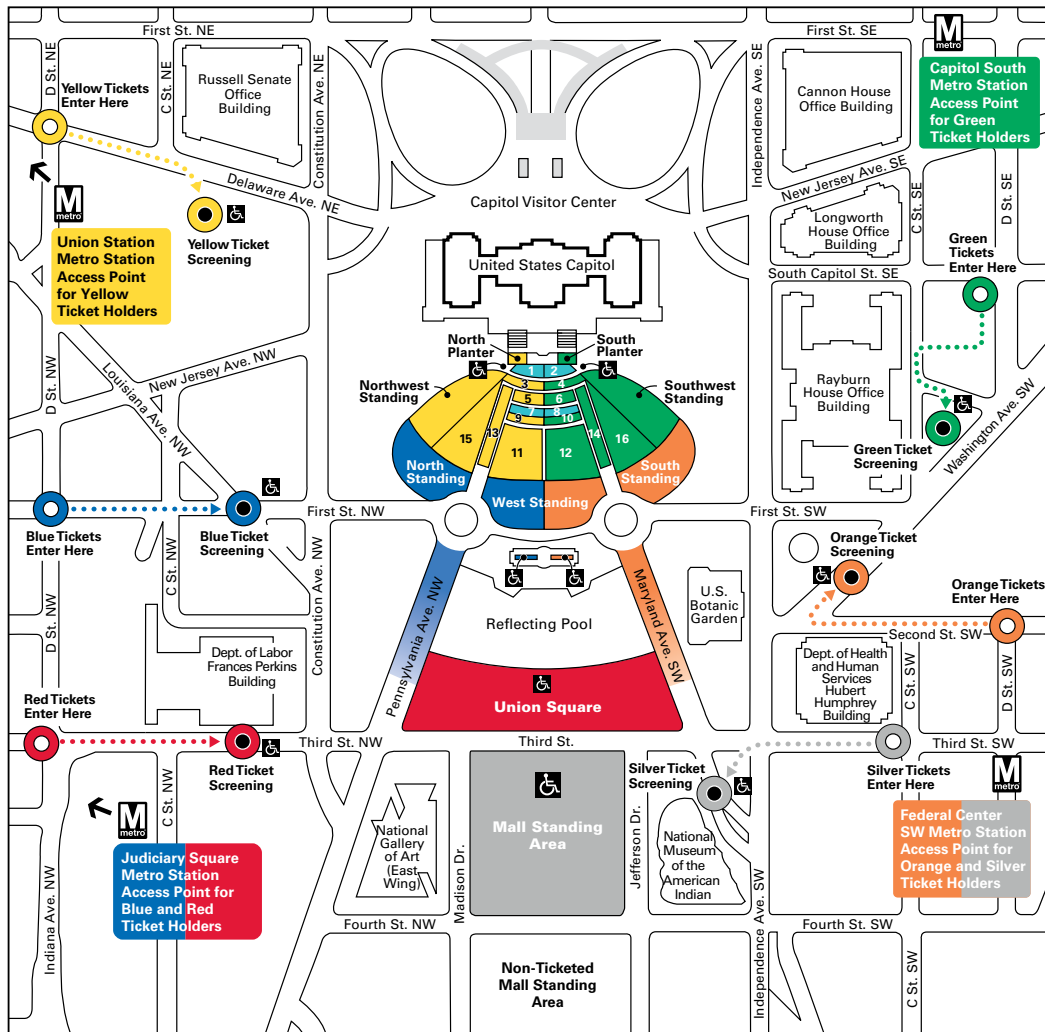 First St. NE
First St. SE
M
metro
D St. NE
C St. NE
Constitution Ave. NE
Independence Ave. SE
Yellow Tickets
Enter Here
Russell Senate
Office
Building
Cannon House
Office Building
Capitol South
Metro Station
Access Point
for Green
Ticket Holders
Delaware Ave. NE
New Jersey Ave. SE
C St. SE
D St. SE
M
metro
Capitol Visitor Center
Longworth
House Office
Building
Yellow Ticket
Screening
Union Station
Metro Station
Access Point
for Yellow
Ticket Holders
United States Capitol
South Capitol St. SE
Green
Tickets
Enter Here
North
Planter
South
Planter
Northwest
Standing
Southwest
Standing
1
2
3
4
5
6
7
8
9
10
11
12
13
14
15
16
D St. NW
Louisiana Ave. NW
New Jersey Ave. NW
Rayburn
House Office
Building
Washington Ave. SW
Green Ticket
Screening
North
Standing
South
Standing
West Standing
Blue Tickets
Enter Here
Blue Ticket
Screening
First St. NW
First St. SW
Orange Ticket
Screening
Orange Tickets
Enter Here
C St. NW
Constitution Ave. NW
Pennsylvania Ave. NW
Maryland Ave. SW
U.S.
Botanic
Garden
Reflecting Pool
Second St. SW
D St. NW
Dept. of Labor
Frances Perkins
Building
Dept. of Health
and Human
Services
Hubert
Humphrey
Building
C St. SW
D St. SW
Red Tickets
Enter Here
Union Square
Red Ticket
Screening
Third St. NW
Third St.
Third St. SW
Silver Ticket
Screening
Silver Tickets
Enter Here
M
metro
M
metro
C St. NW
Judiciary Square
Metro Station
Access Point for
Blue and Red
Ticket Holders
National
Gallery
of Art
(East
Wing)
Madison Dr.
Mall Standing
Area
Jefferson Dr.
National
Museum
of the
American
Indian
Federal Center
SW Metro Station
Access Point for
Orange and Silver
Ticket Holders
Indiana Ave. NW
Fourth St. NW
Fourth St. SW
Independence Ave. SW
C St. SW
Non-Ticketed
Mall Standing
Area